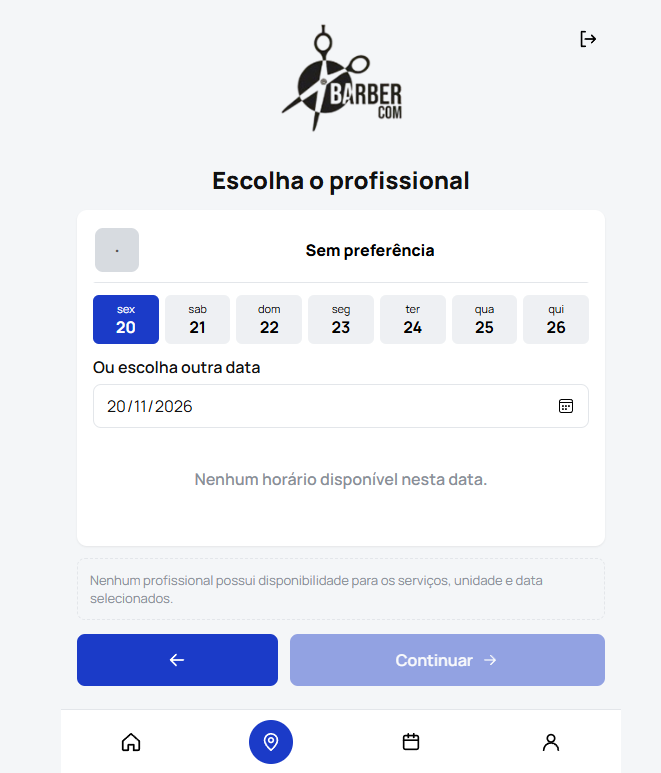 BARBER
COM
Escolha o profissional
Sem preferência
sex
20
sab
21
dom
22
seg
23
ter
24
qua
25
qui
26
Ou escolha outra data
20/11/2026
Nenhum horário disponível nesta data.
Nenhum profissional possui disponibilidade para os serviços, unidade e data
selecionados.
Continuar